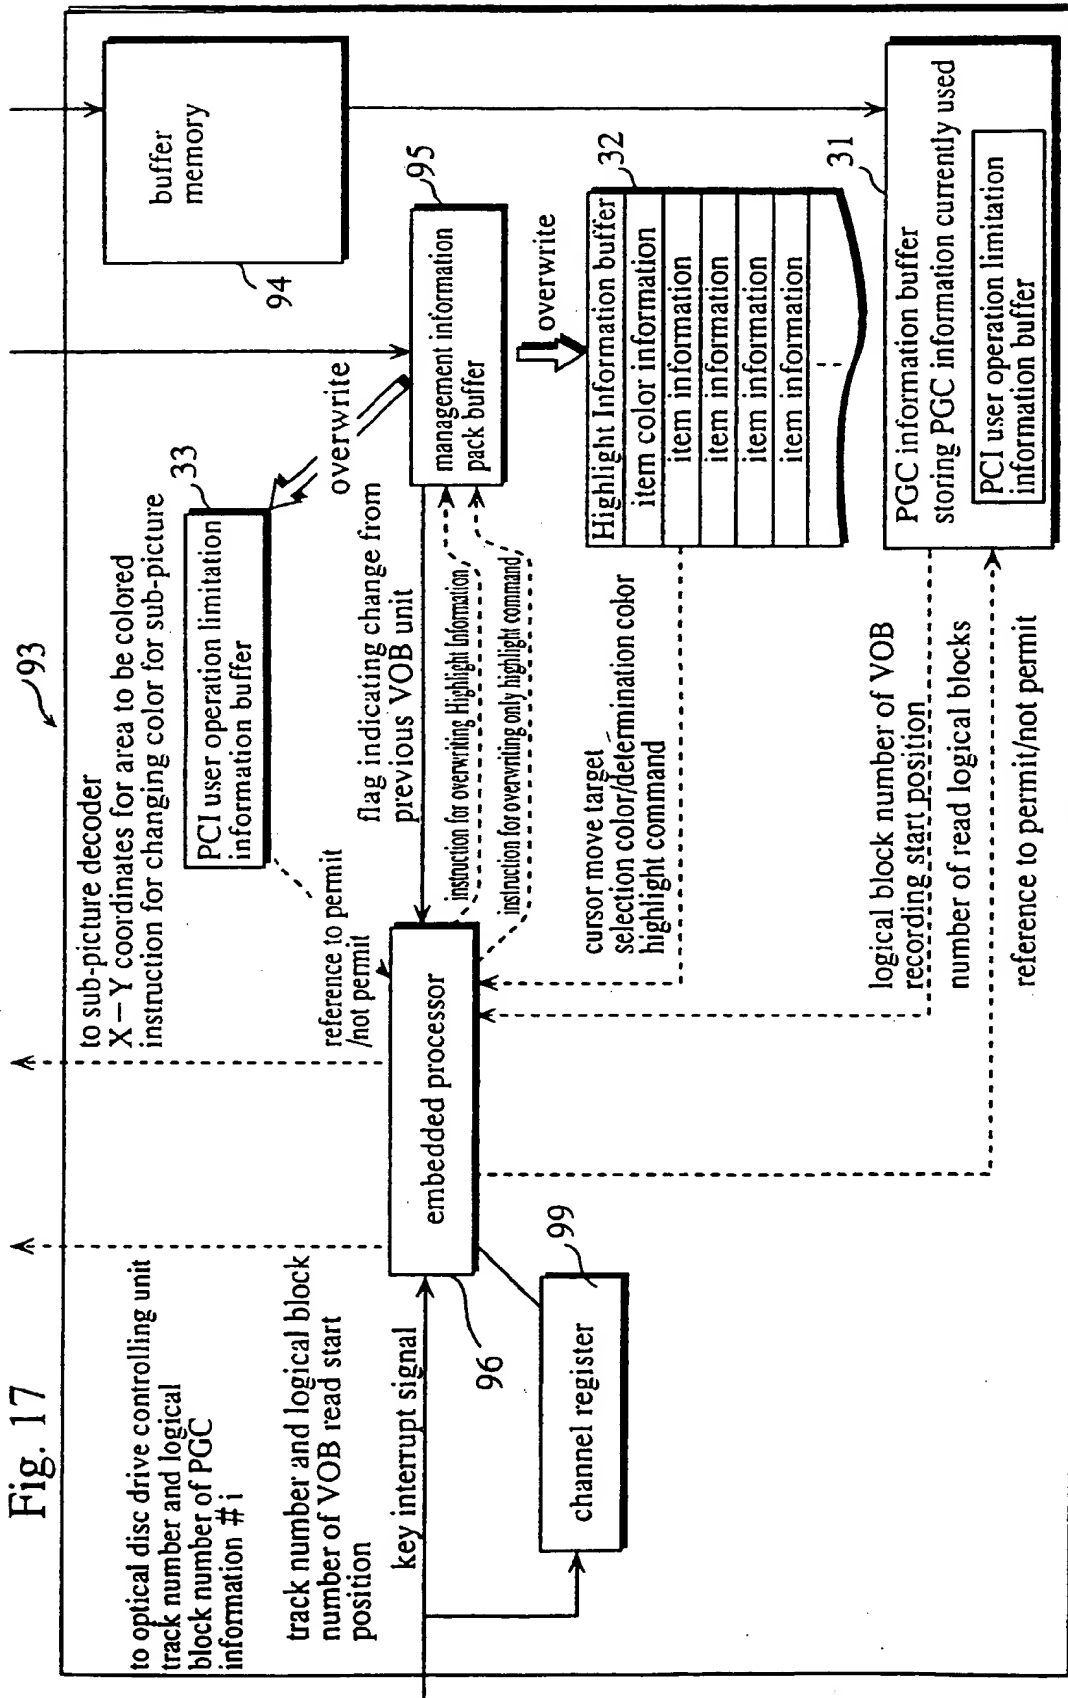 Fig. 17
93
to optical disc drive controlling unit
track number and logical
block number of PGC
information # i
track number and logical block
number of VOB read start
position
key interrupt signal
to sub-picture decoder
X – Y coordinates for area to be colored
instruction for changing color for sub-picture
33
PCI user operation limitation
information buffer
overwrite
reference to permit
/not permit
94
buffer
memory
embedded processor
96
flag indicating change from
previous VOB unit
instruction for overwriting Highlight Information
instruction for overwriting only highlight command
95
management information
pack buffer
overwrite
channel register
99
cursor move target
selection color/determination color
highlight command
32
Highlight Information buffer
item color information
item information
item information
item information
item information
logical block number of VOB
recording start position
number of read logical blocks
reference to permit/not permit
31
PGC information buffer
storing PGC information currently used
PCI user operation limitation
information buffer